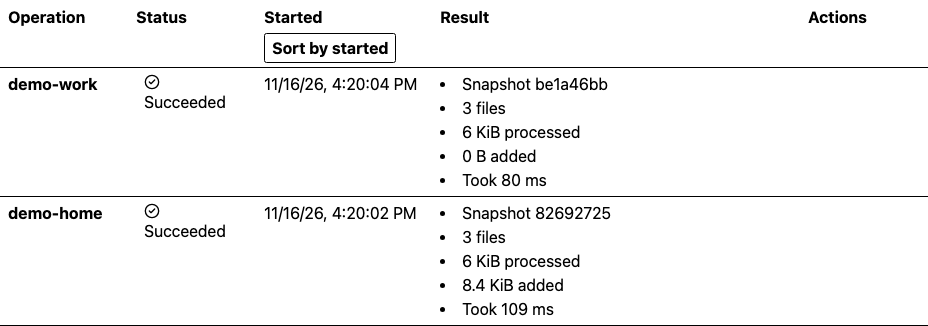 Operation Status Started Result Actions
Sort by started
demo-work Succeeded 11/16/26, 4:20:04 PM • Snapshot be1a46bb
• 3 files
• 6 KiB processed
• 0 B added
• Took 80 ms
demo-home Succeeded 11/16/26, 4:20:02 PM • Snapshot 82692725
• 3 files
• 6 KiB processed
• 8.4 KiB added
• Took 109 ms